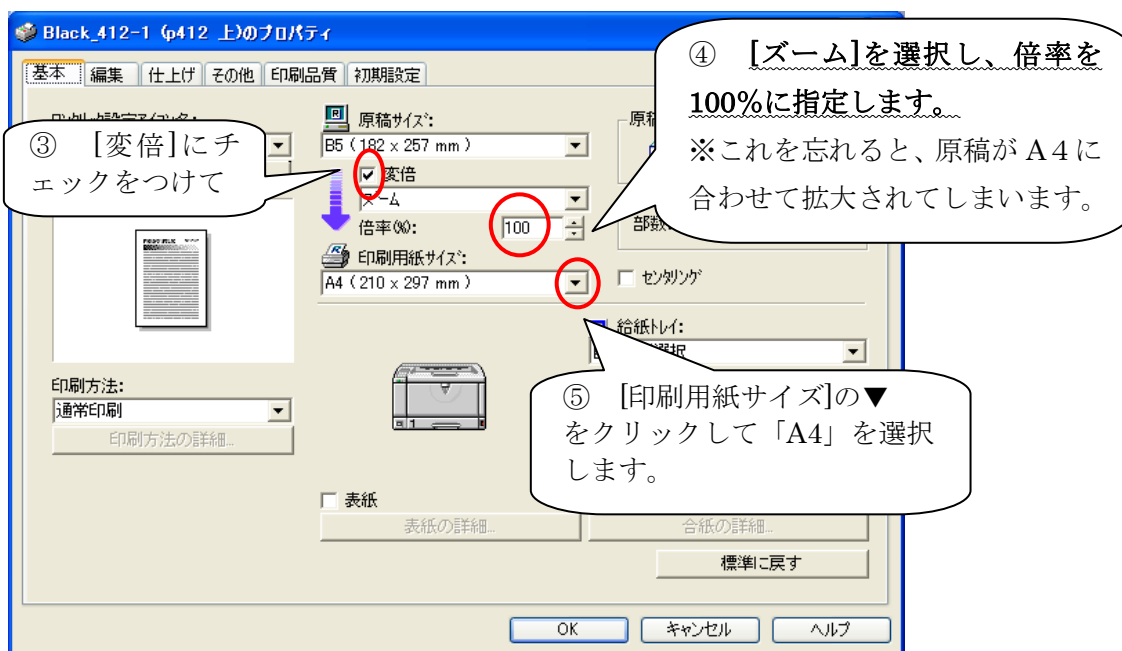 Black_412-1 (p412 上)のプロパティ
基本 編集 仕上げ その他 印刷品質 初期設定
④ [ズーム]を選択し、倍率を
100%に指定します。
※これを忘れると、原稿がA4に
合わせて拡大されてしまいます。
③ [変倍]にチ
ェックをつけて
原稿サイズ:
B5 (182 x 257 mm)
変倍
ズーム
倍率(%): 100
印刷用紙サイズ:
A4 (210 x 297 mm)
部数
センタリング
給紙トレイ:
選択
⑤ [印刷用紙サイズ]の▼
をクリックして「A4」を選択
します。
印刷方法:
通常印刷
印刷方法の詳細...
表紙
表紙の詳細...
合紙の詳細...
標準に戻す
OK キャンセル ヘルプ